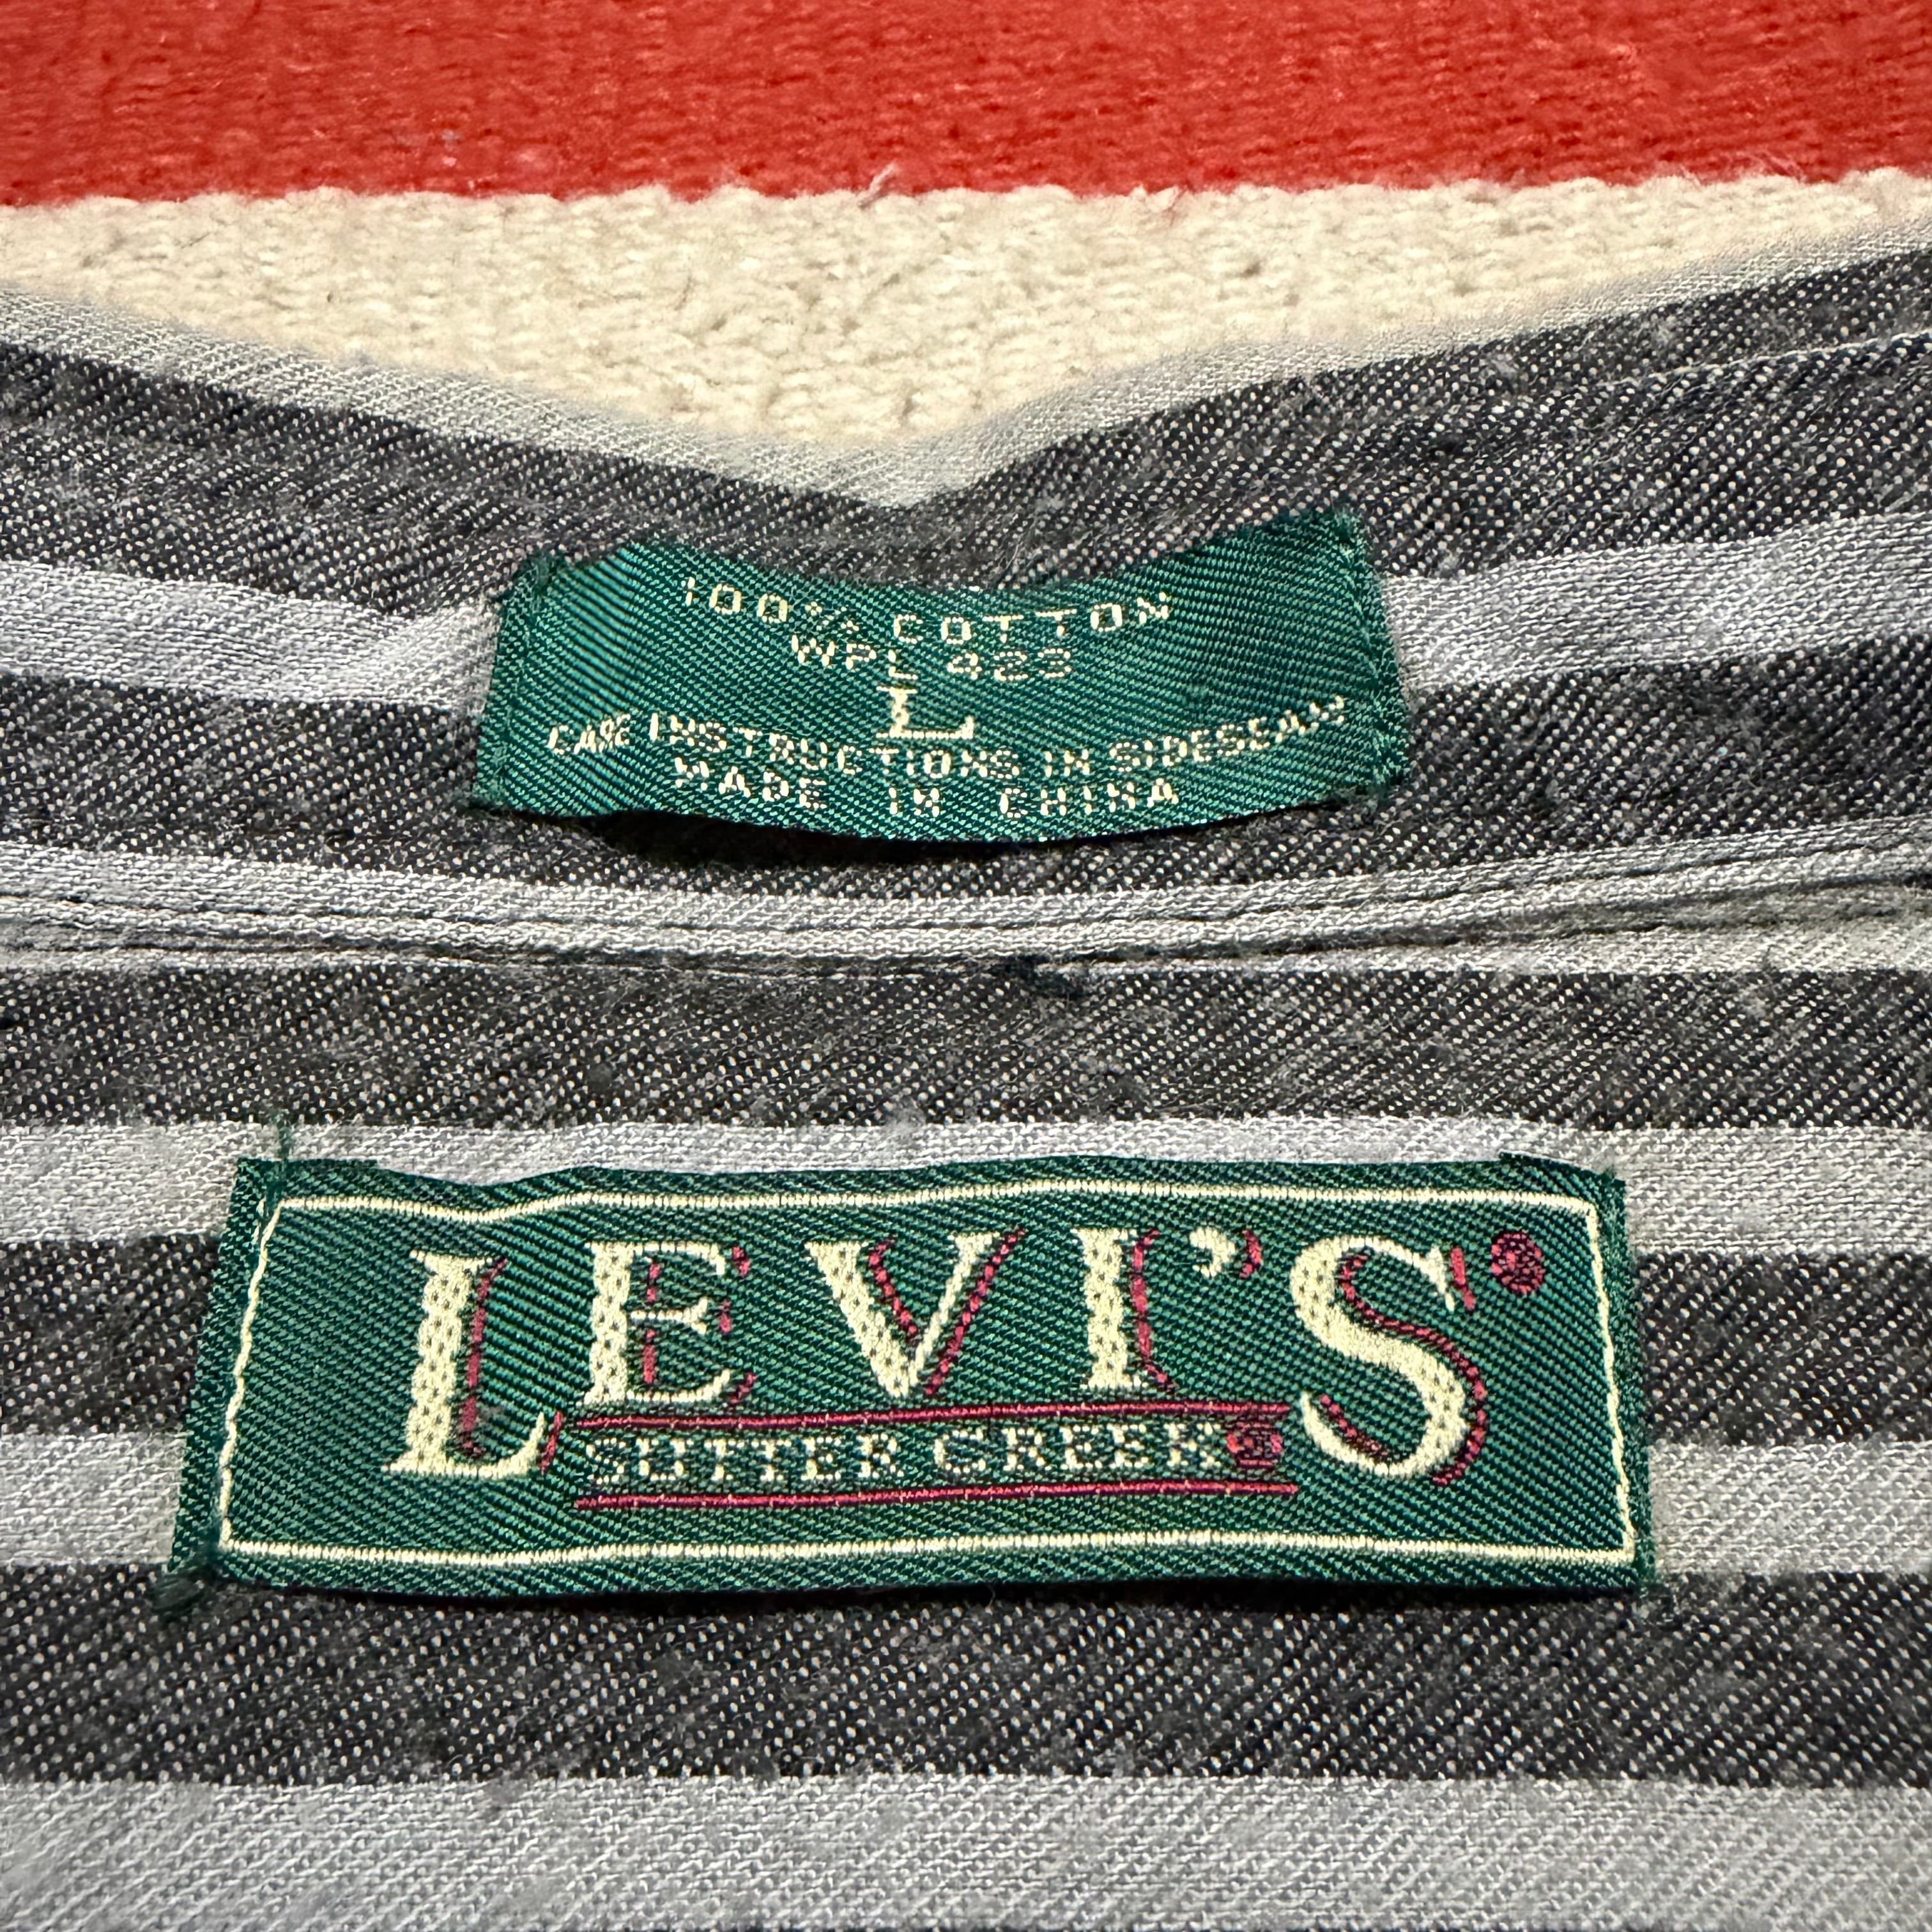 100% COTTON
WPL 423
L
CARE INSTRUCTIONS IN SIDESEAM
MADE IN CHINA
LEVI'S®
SUTTER CREEK®